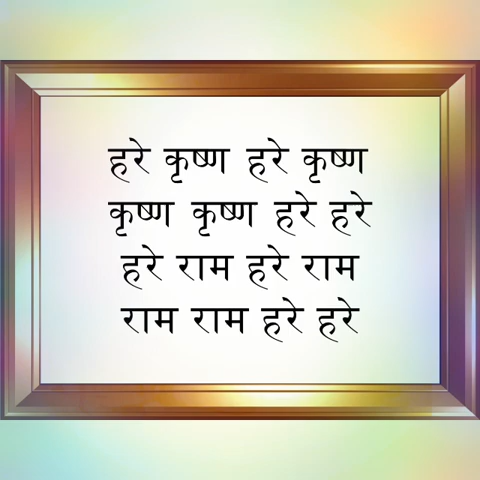 हरे कृष्ण हरे कृष्ण
कृष्ण कृष्ण हरे हरे
हरे राम हरे राम
राम राम हरे हरे